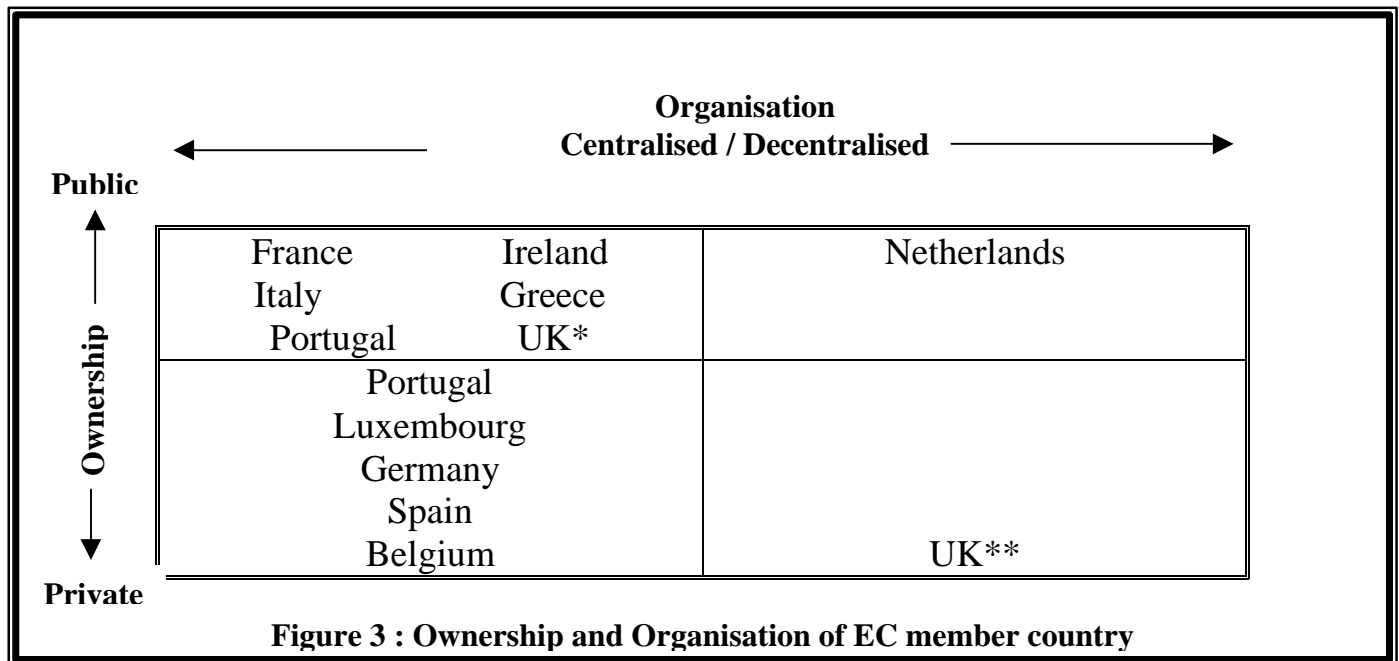 Organisation
Centralised / Decentralised
Public
Ownership
France Ireland Netherlands
Italy Greece
Portugal UK*
Portugal
Luxembourg
Germany
Spain
Belgium UK**
Private
Figure 3 : Ownership and Organisation of EC member country